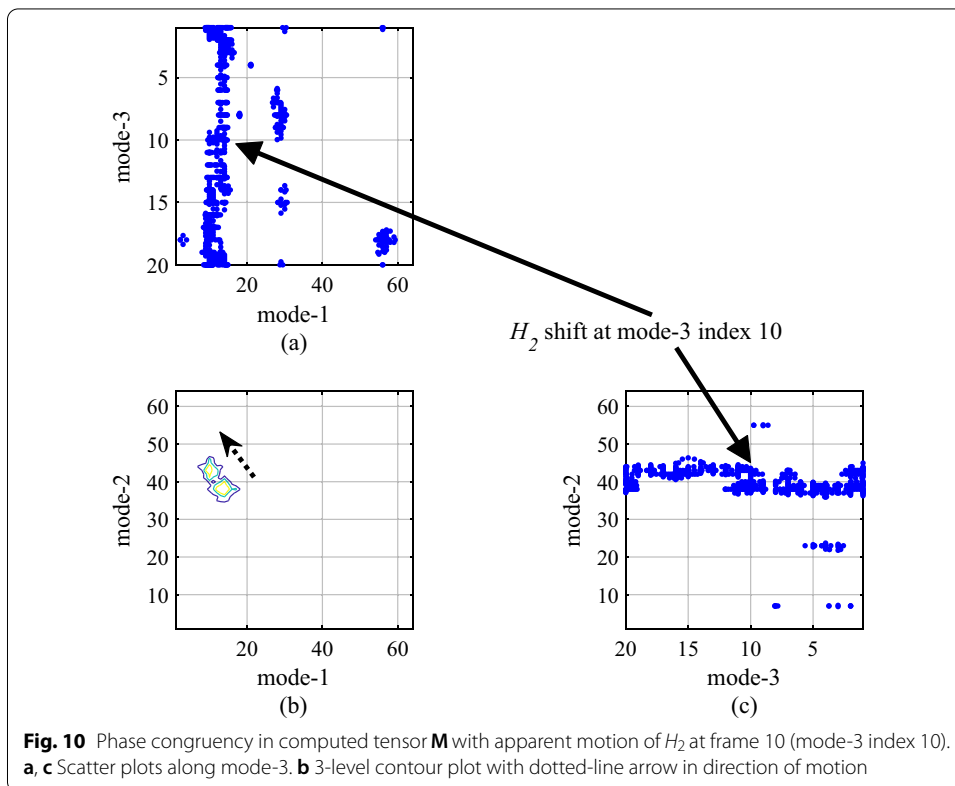 mode-3
5
10
15
20
20 40 60
mode-1
(a)
H2 shift at mode-3 index 10
mode-2
60
50
40
30
20
10
20 40 60
mode-1
(b)
mode-2
60
50
40
30
20
10
20 15 10 5
mode-3
(c)
Fig. 10 Phase congruency in computed tensor M with apparent motion of H2 at frame 10 (mode-3 index 10).
a, c Scatter plots along mode-3. b 3-level contour plot with dotted-line arrow in direction of motion